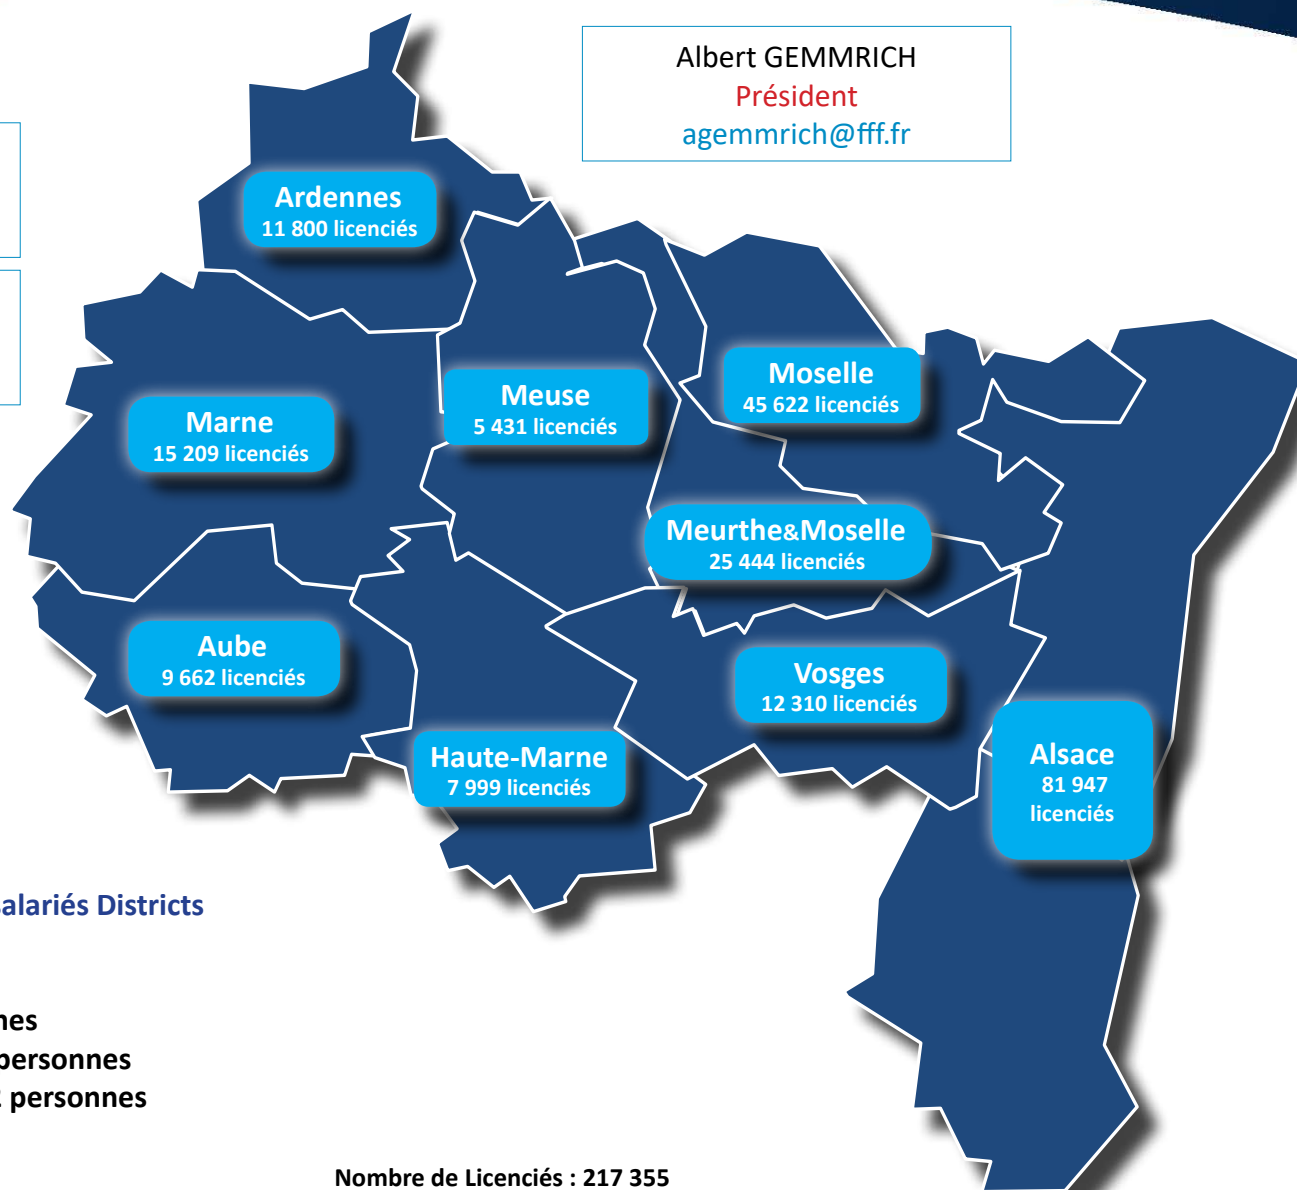 Albert GEMMRICH
Président
agemmrich@fff.fr
Ardennes
11 800 licenciés
Moselle
45 622 licenciés
Meuse
5 431 licenciés
Marne
15 209 licenciés
Meurthe&Moselle
25 444 licenciés
Aube
9 662 licenciés
Vosges
12 310 licenciés
Haute-Marne
7 999 licenciés
Alsace
81 947
licenciés
salariés Districts
personnes
personnes
Nombre de Licenciés : 217 355